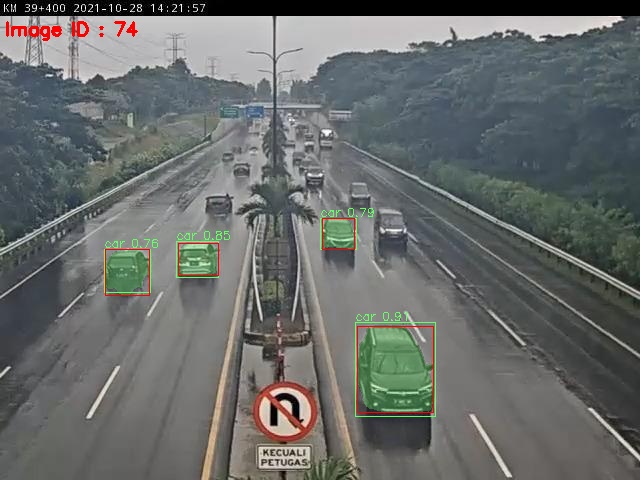 KM 39+400 2021-10-28 14:21:57
Image ID : 74
car 0.79
car 0.85
car 0.76
car 0.91
KECUALI
PETUGAS